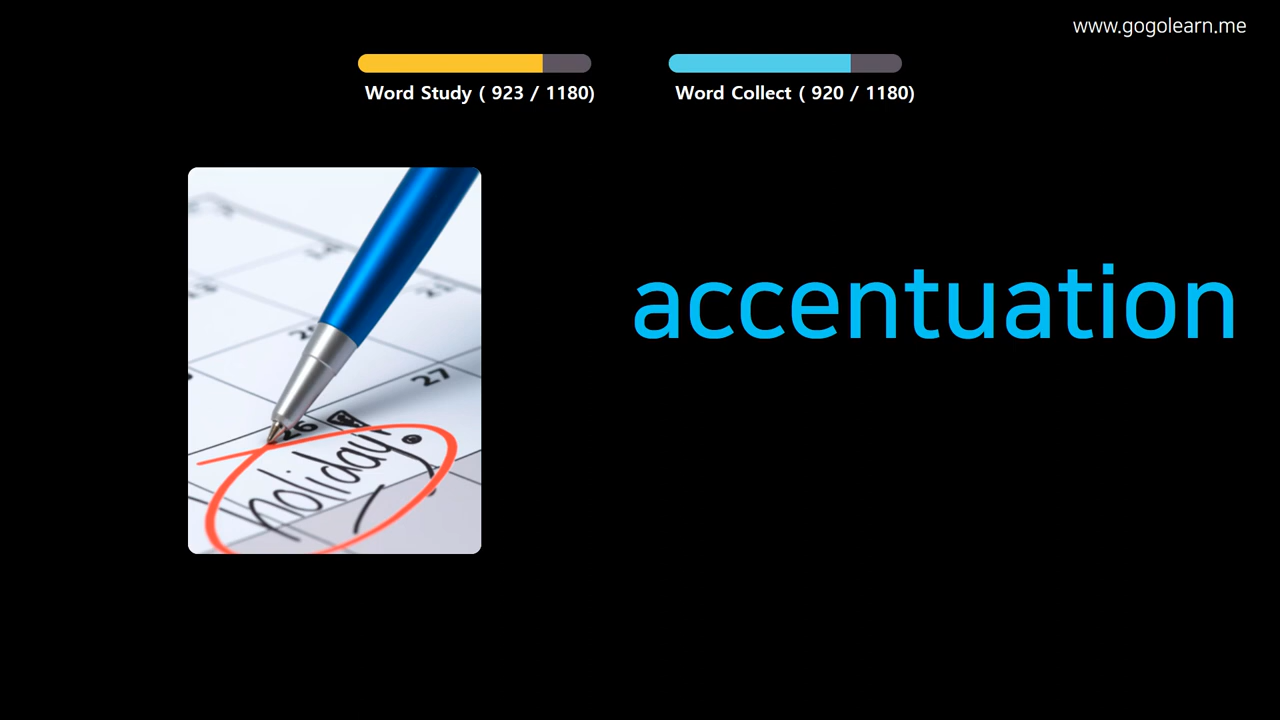 www.gogolearn.me
Word Study ( 923 / 1180)
Word Collect ( 920 / 1180)
accentuation
27
26
holiday